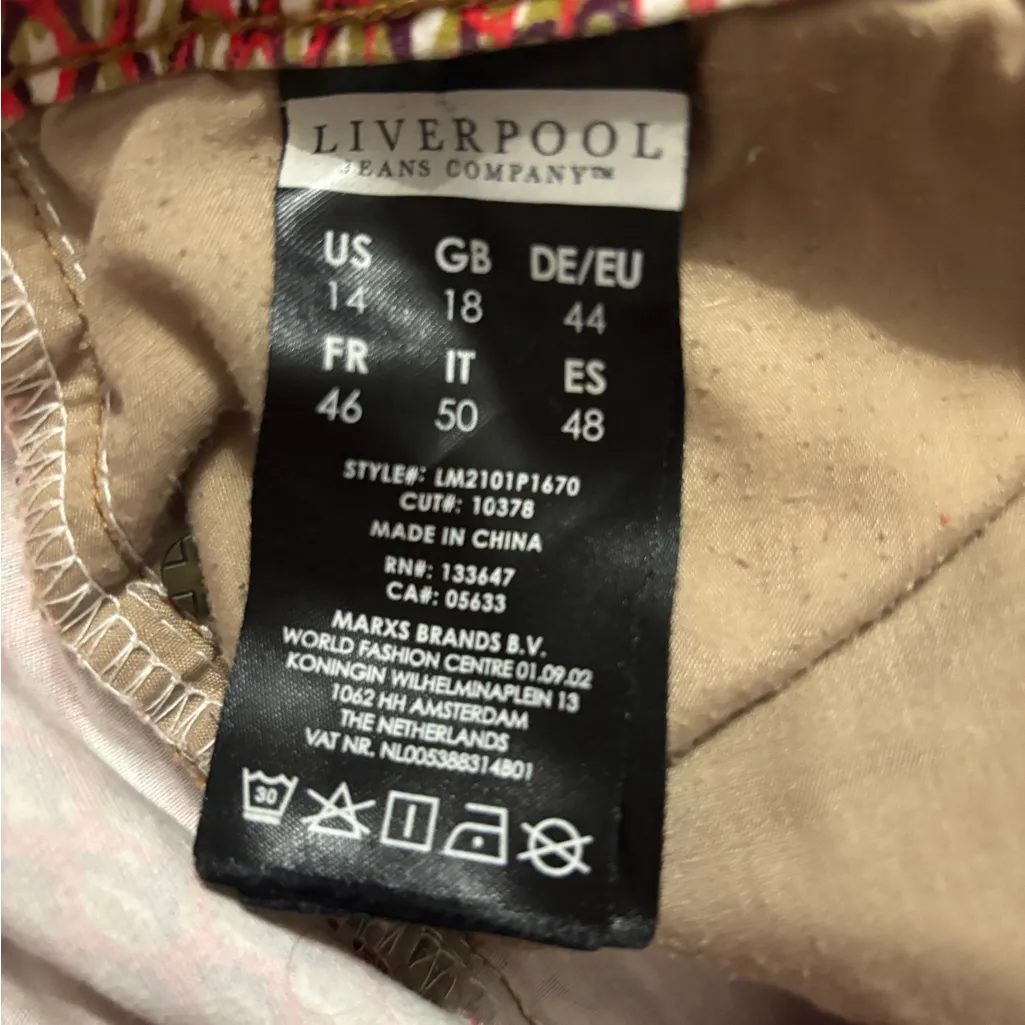 LIVERPOOL
JEANS COMPANY™
US GB DE/EU
14 18 44
FR IT ES
46 50 48
STYLE#: LM2101P1670
CUT#: 10378
MADE IN CHINA
RN#: 133647
CA#: 05633
MARXS BRANDS B.V.
WORLD FASHION CENTRE 01.09.02
KONINGIN WILHELMINAPLEIN 13
1062 HH AMSTERDAM
THE NETHERLANDS
VAT NR. NL005388314B01
30